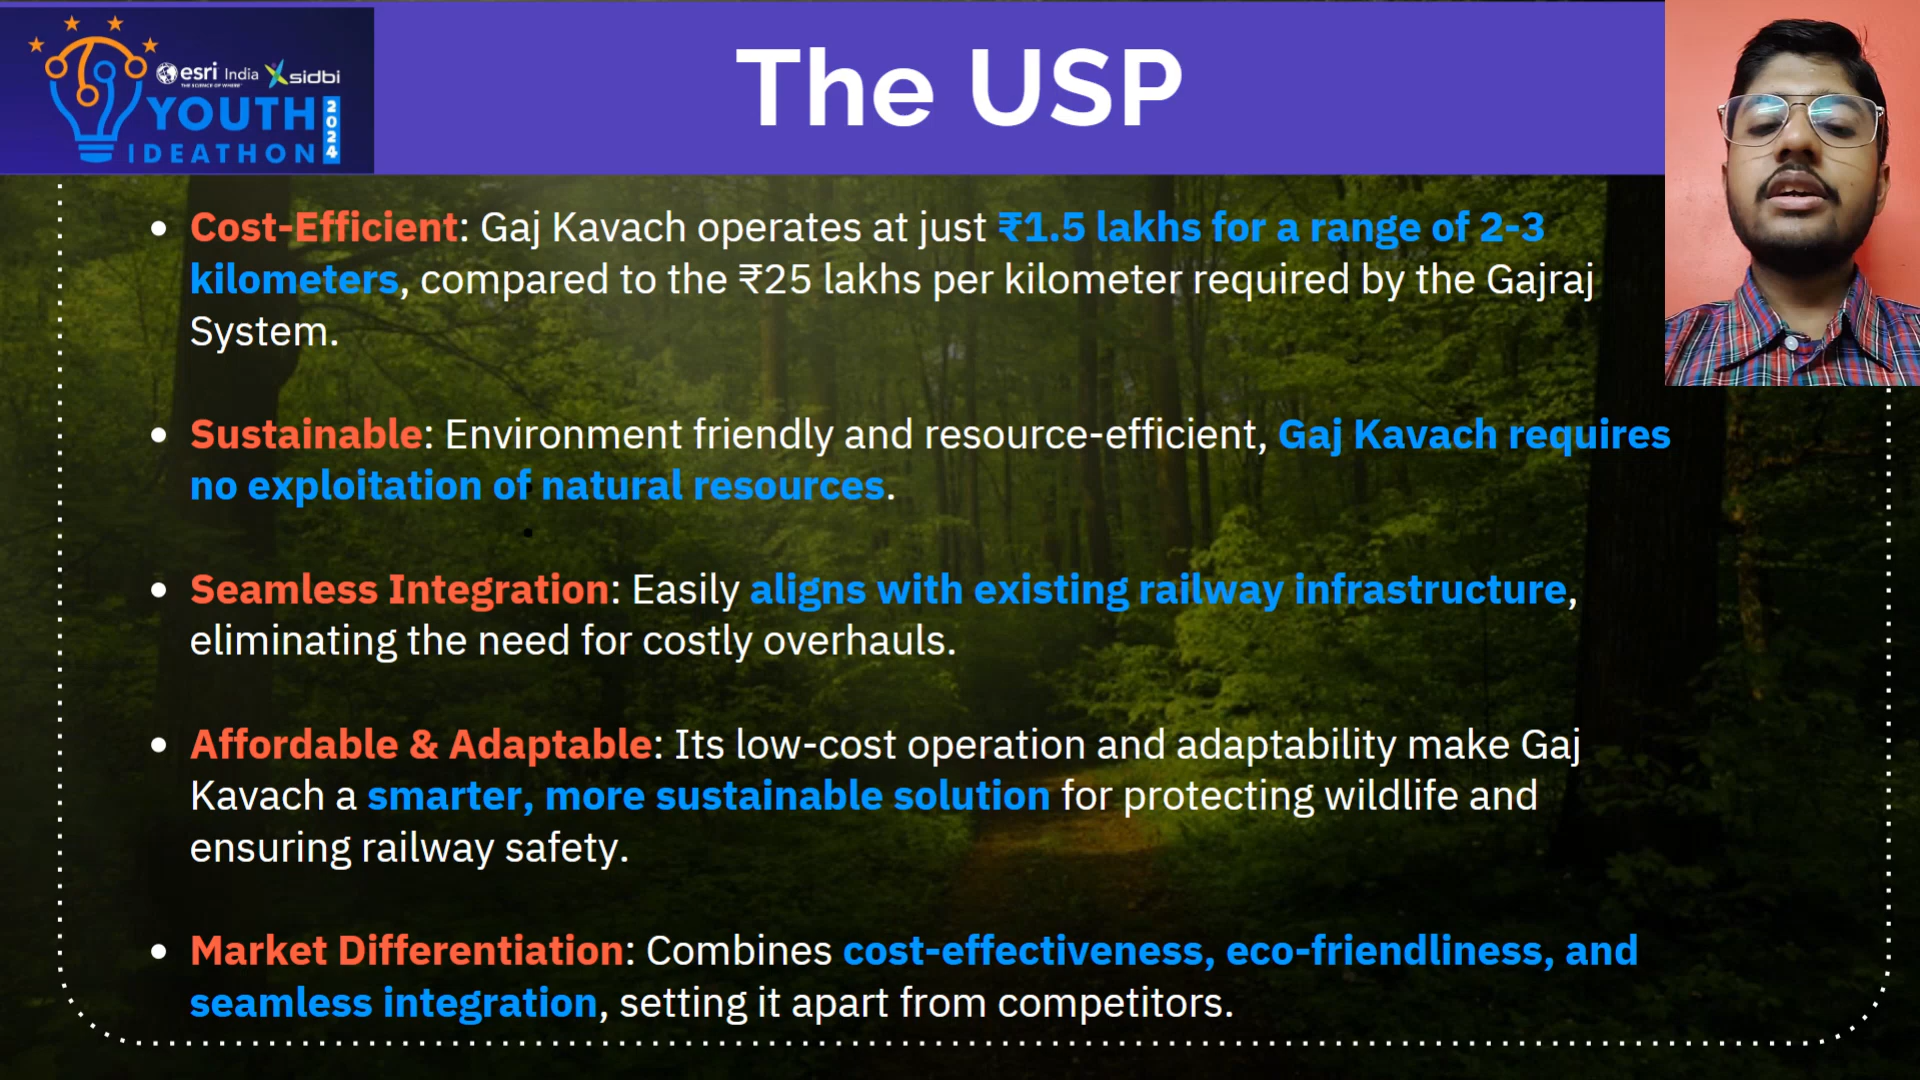 esri India sidbi
THE SCIENCE OF WHERE
YOUTH
IDEATHON
2024
The USP
• Cost-Efficient: Gaj Kavach operates at just ₹1.5 lakhs for a range of 2-3
kilometers, compared to the ₹25 lakhs per kilometer required by the Gajraj
System.
• Sustainable: Environment friendly and resource-efficient, Gaj Kavach requires
no exploitation of natural resources.
• Seamless Integration: Easily aligns with existing railway infrastructure,
eliminating the need for costly overhauls.
• Affordable & Adaptable: Its low-cost operation and adaptability make Gaj
Kavach a smarter, more sustainable solution for protecting wildlife and
ensuring railway safety.
• Market Differentiation: Combines cost-effectiveness, eco-friendliness, and
seamless integration, setting it apart from competitors.